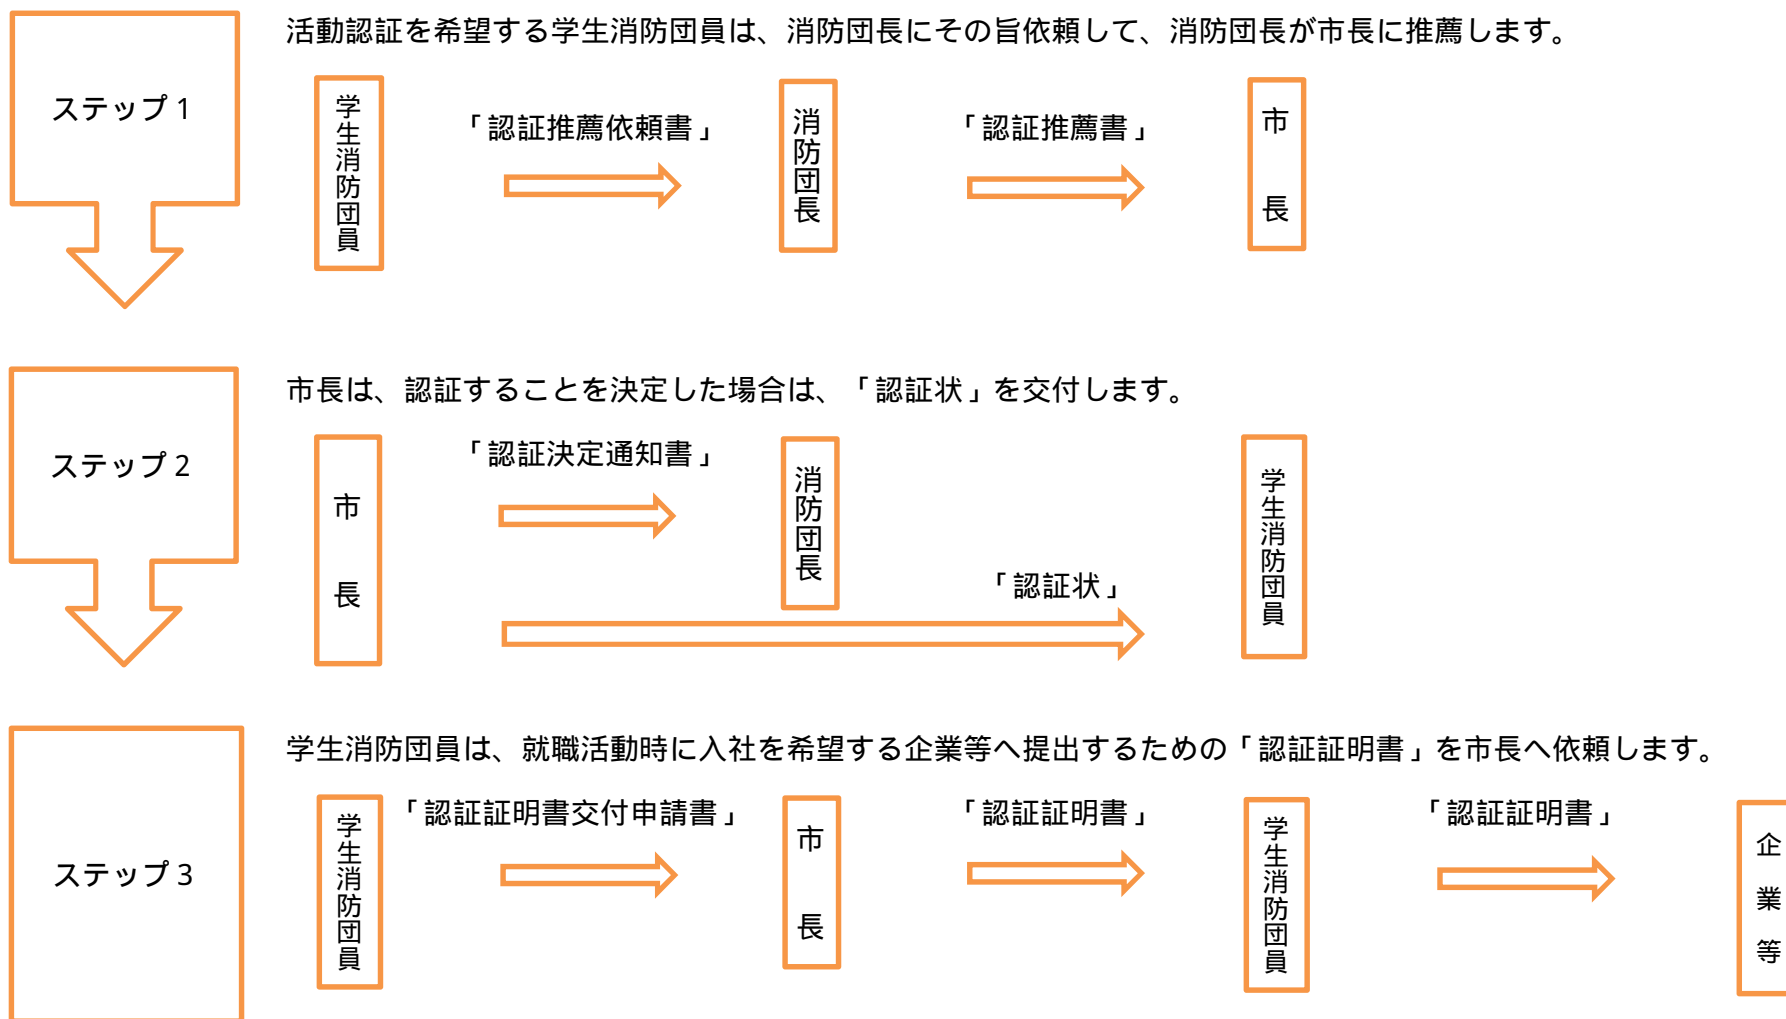 活動認証を希望する学生消防団員は、消防団長にその旨依頼して、消防団長が市長に推薦します。
ステップ1
学生消防団員
「認証推薦依頼書」
消防団長
「認証推薦書」
市長
市長は、認証することを決定した場合は、「認証状」を交付します。
ステップ2
市長
「認証決定通知書」
消防団長
「認証状」
学生消防団員
学生消防団員は、就職活動時に入社を希望する企業等へ提出するための「認証証明書」を市長へ依頼します。
ステップ3
学生消防団員
「認証証明書交付申請書」
市長
「認証証明書」
学生消防団員
「認証証明書」
企業等